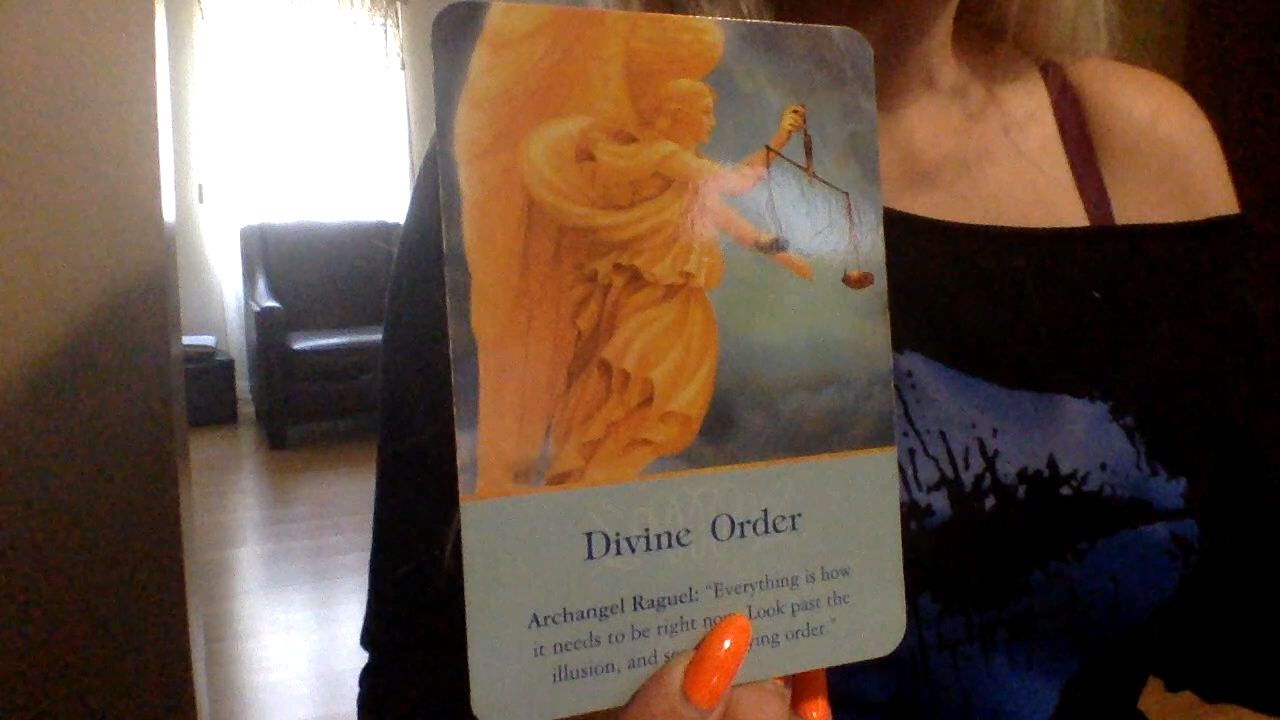 Divine Order
Archangel Raguel: "Everything is how
it needs to be right now. Look past the
illusion, and order."